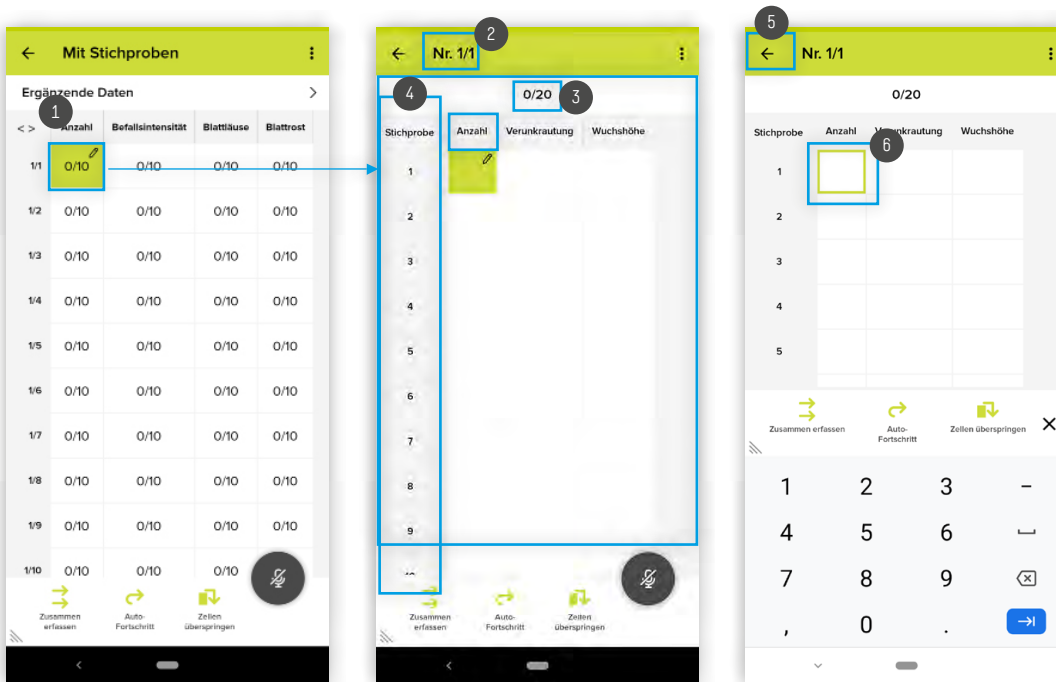 Mit Stichproben
Ergänzende Daten
1
< > Anzahl Befallsintensität Blattläuse Blattrost
1/1 0/10 0/10 0/10 0/10
1/2 0/10 0/10 0/10 0/10
1/3 0/10 0/10 0/10 0/10
1/4 0/10 0/10 0/10 0/10
1/5 0/10 0/10 0/10 0/10
1/6 0/10 0/10 0/10 0/10
1/7 0/10 0/10 0/10 0/10
1/8 0/10 0/10 0/10 0/10
1/9 0/10 0/10 0/10 0/10
1/10 0/10 0/10 0/10
Zusammen erfassen
Auto-Fortschritt
Zellen überspringen
2
Nr. 1/1
4
0/20 3
Stichprobe Anzahl Verunkrautung Wuchshöhe
1
2
3
4
5
6
7
8
9
Zusammen erfassen
Auto-Fortschritt
Zellen überspringen
5
Nr. 1/1
0/20
Stichprobe Anzahl Verunkrautung Wuchshöhe
6
1
2
3
4
5
Zusammen erfassen
Auto-Fortschritt
Zellen überspringen
1 2 3 –
4 5 6
7 8 9
, 0 .